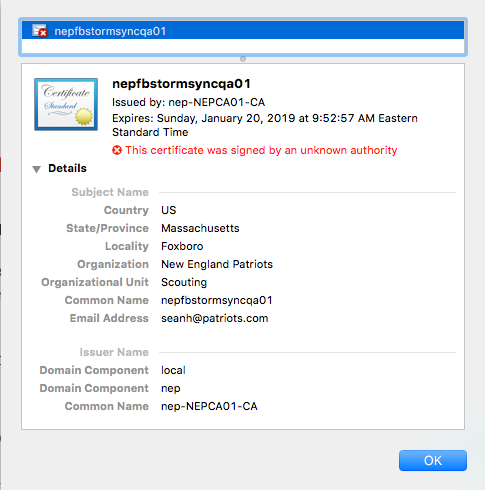 nepfbstormsyncqa01
Certificate
Standard
nepfbstormsyncqa01
Issued by: nep-NEPCA01-CA
Expires: Sunday, January 20, 2019 at 9:52:57 AM Eastern
Standard Time
This certificate was signed by an unknown authority
Details
Subject Name
Country US
State/Province Massachusetts
Locality Foxboro
Organization New England Patriots
Organizational Unit Scouting
Common Name nepfbstormsyncqa01
Email Address seanh@patriots.com
Issuer Name
Domain Component local
Domain Component nep
Common Name nep-NEPCA01-CA
OK